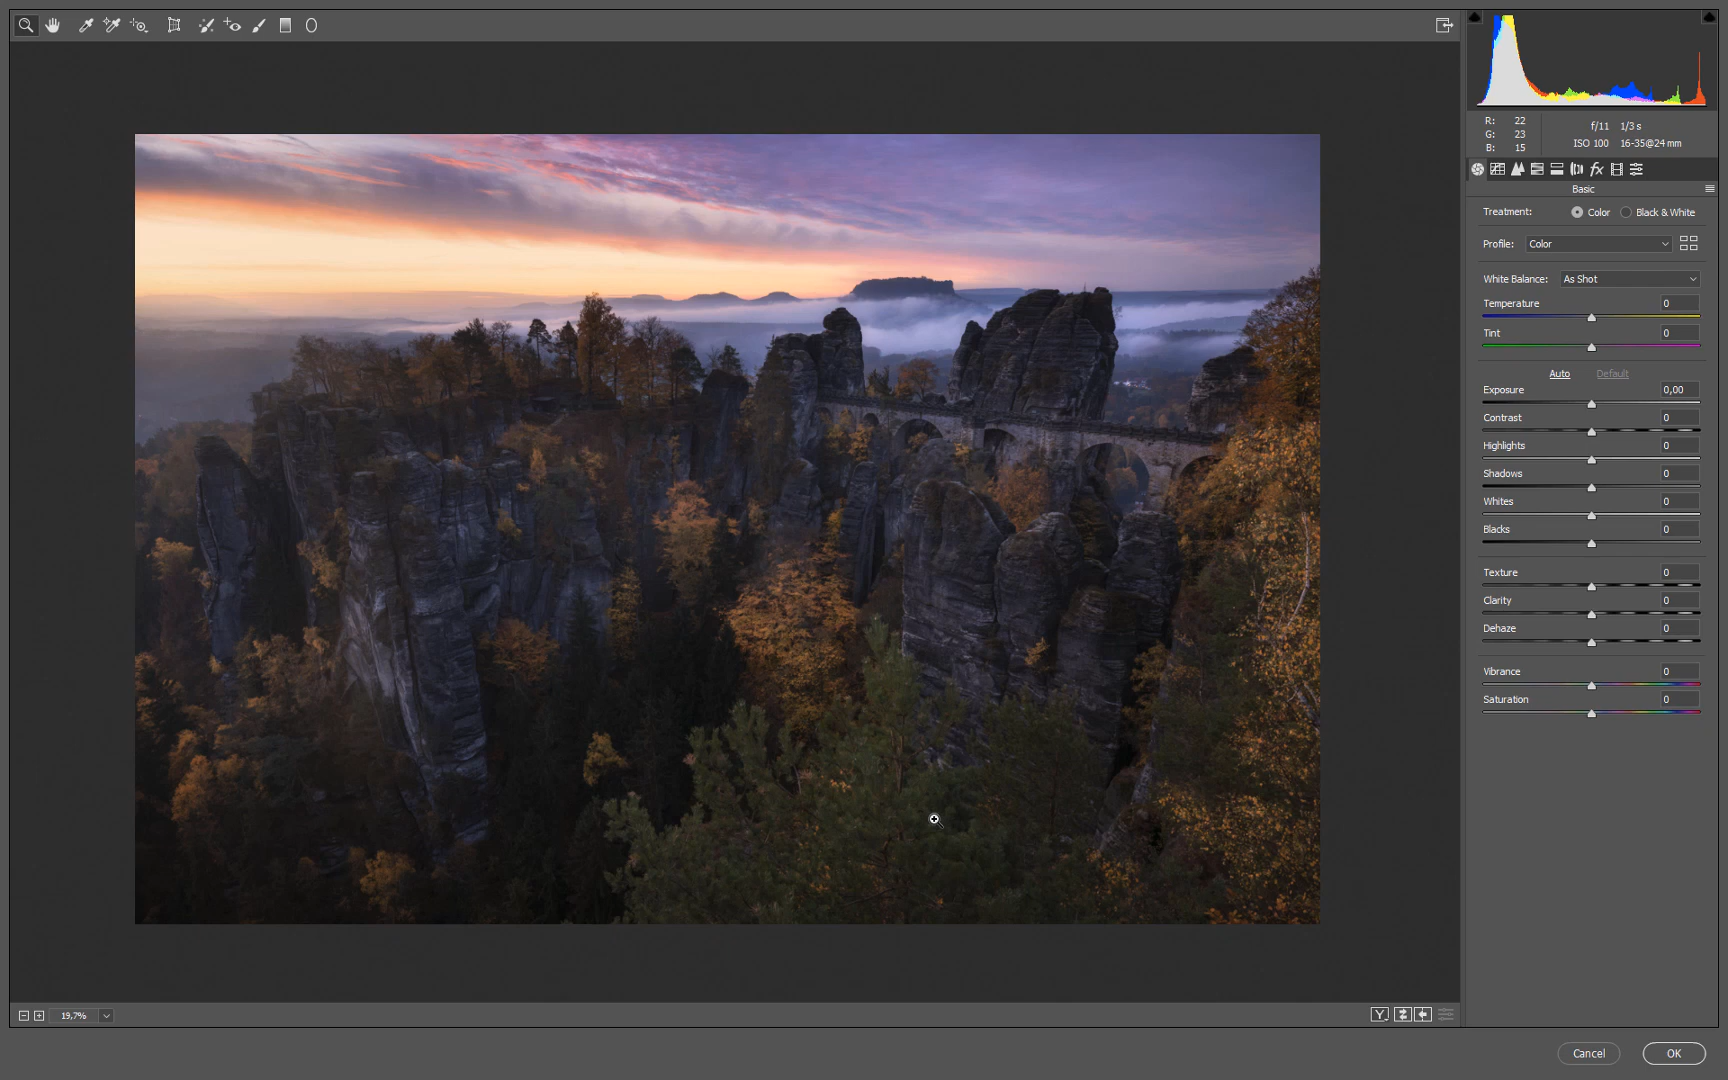 R: 22
G: 23
B: 15
f/11 1/3 s
ISO 100 16-35@24 mm
fx
Basic
Treatment: Color Black & White
Profile: Color
White Balance: As Shot
Temperature 0
Tint 0
Auto Default
Exposure 0,00
Contrast 0
Highlights 0
Shadows 0
Whites 0
Blacks 0
Texture 0
Clarity 0
Dehaze 0
Vibrance 0
Saturation 0
19,7%
Y
Cancel OK